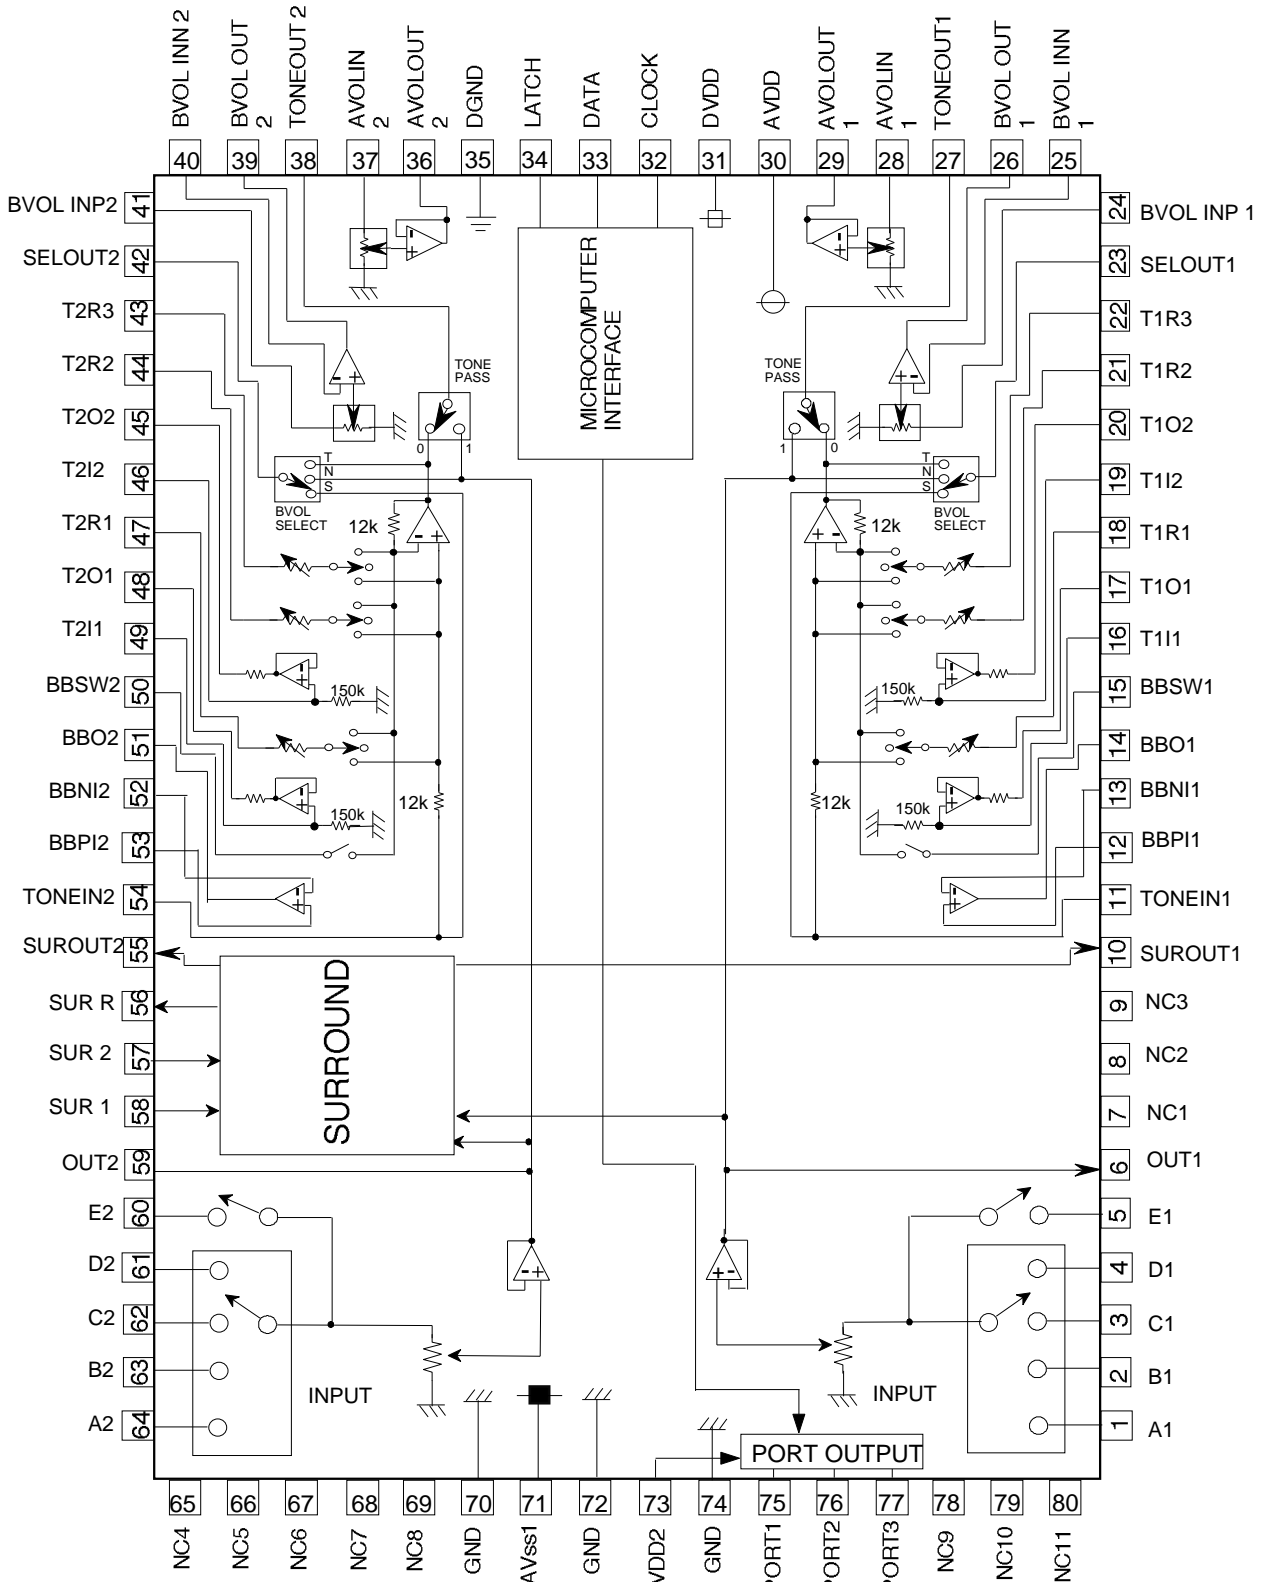 BVOL INN 2
BVOL OUT 2
TONEOUT 2
AVOLIN 2
AVOLOUT 2
DGND
LATCH
DATA
CLOCK
DVDD
AVDD
AVOLOUT 1
AVOLIN 1
TONEOUT1
BVOL OUT 1
BVOL INN 1
40 39 38 37 36 35 34 33 32 31 30 29 28 27 26 25
BVOL INP2 41
SELOUT2 42
T2R3 43
T2R2 44
T2O2 45
T2I2 46
T2R1 47
T2O1 48
T2I1 49
BBSW2 50
BBO2 51
BBNI2 52
BBPI2 53
TONEIN2 54
SUROUT2 55
SUR R 56
SUR 2 57
SUR 1 58
OUT2 59
E2 60
D2 61
C2 62
B2 63
A2 64
24 BVOL INP 1
23 SELOUT1
22 T1R3
21 T1R2
20 T1O2
19 T1I2
18 T1R1
17 T1O1
16 T1I1
15 BBSW1
14 BBO1
13 BBNI1
12 BBPI1
11 TONEIN1
10 SUROUT1
9 NC3
8 NC2
7 NC1
6 OUT1
5 E1
4 D1
3 C1
2 B1
1 A1
MICROCOMPUTER
INTERFACE
TONE
PASS
0 1
T
N
S
BVOL
SELECT
12k
150k
150k
12k
TONE
PASS
1 0
T
N
S
BVOL
SELECT
12k
150k
150k
12k
SURROUND
INPUT
INPUT
PORT OUTPUT
65 66 67 68 69 70 71 72 73 74 75 76 77 78 79 80
NC4
NC5
NC6
NC7
NC8
GND
AVss1
GND
VDD2
GND
PORT1
PORT2
PORT3
NC9
NC10
NC11